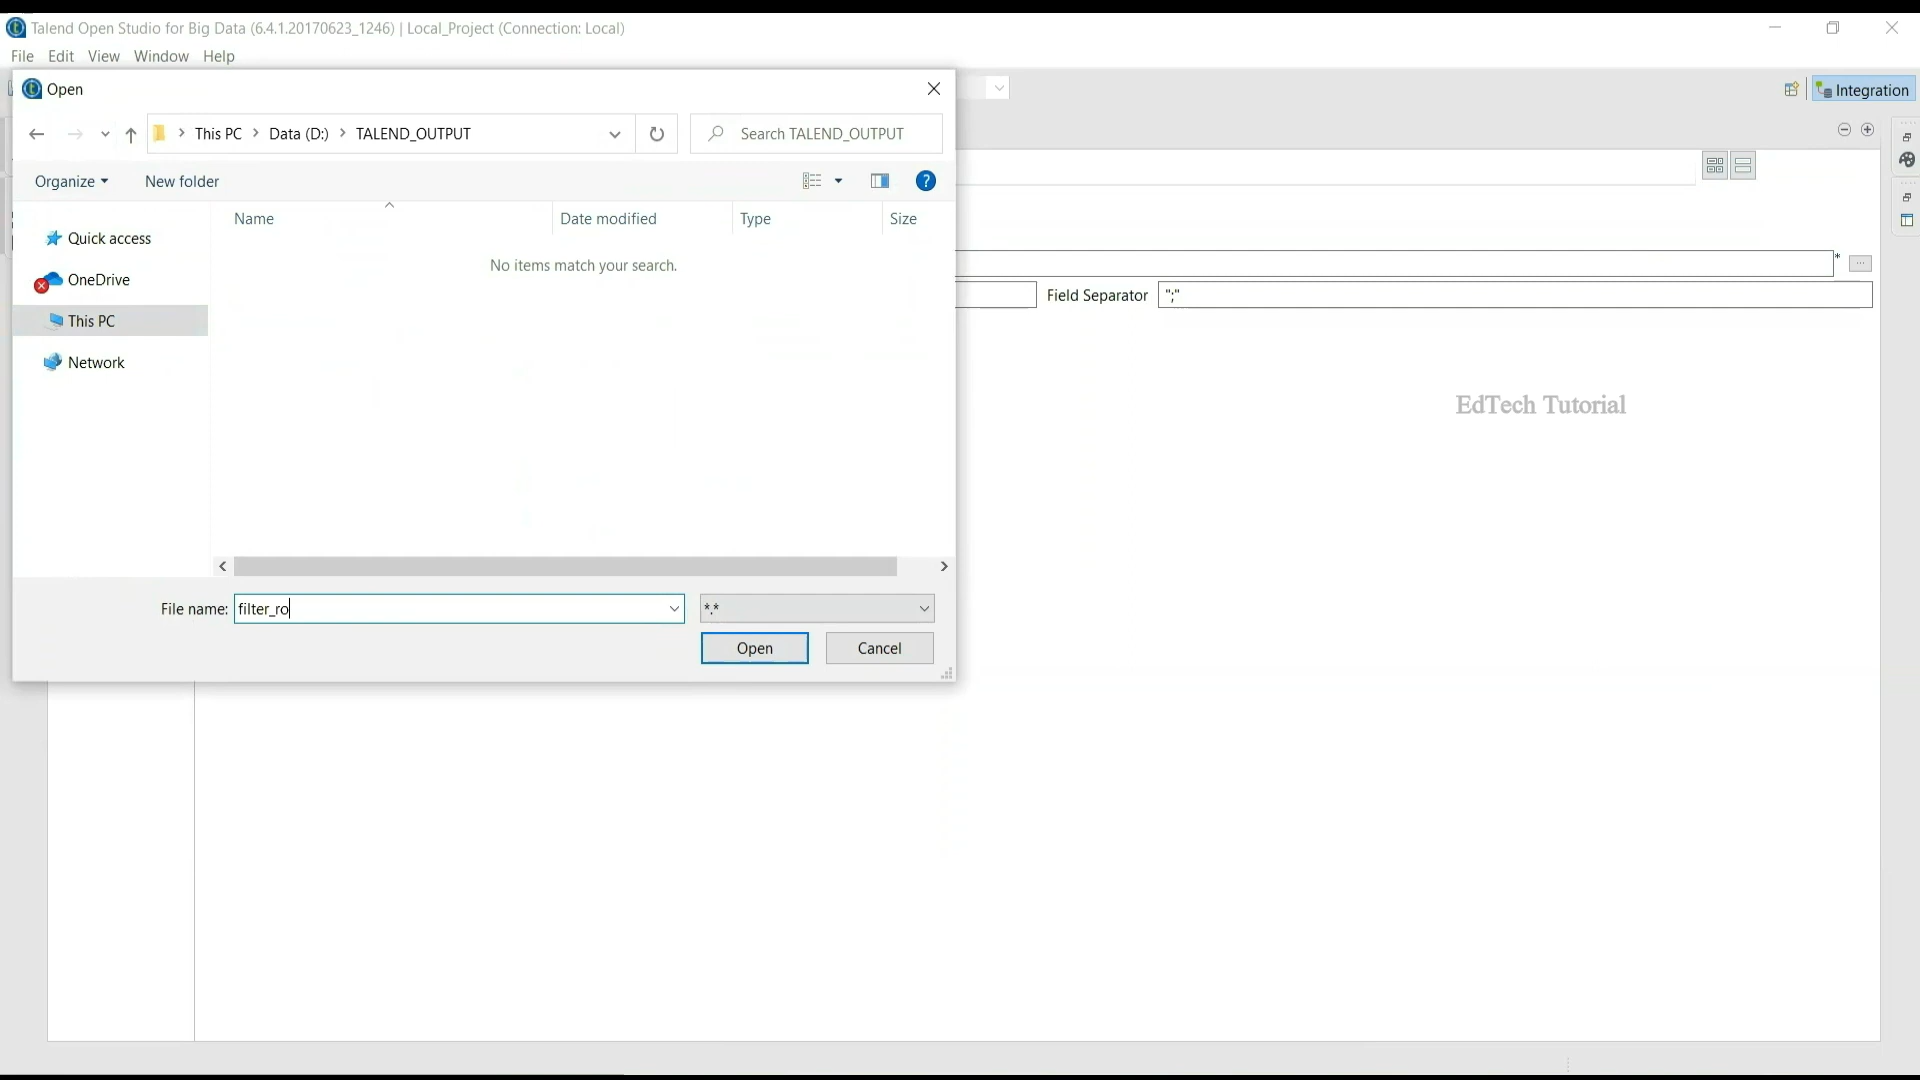 Talend Open Studio for Big Data (6.4.1.20170623_1246) | Local_Project (Connection: Local)
File Edit View Window Help
Open
Integration
This PC > Data (D:) > TALEND_OUTPUT
Search TALEND_OUTPUT
Organize
New folder
?
Name
Date modified
Type
Size
Quick access
No items match your search.
* ...
OneDrive
Field Separator ";"
This PC
Network
EdTech Tutorial
File name: filter_ro
*.*
Open
Cancel